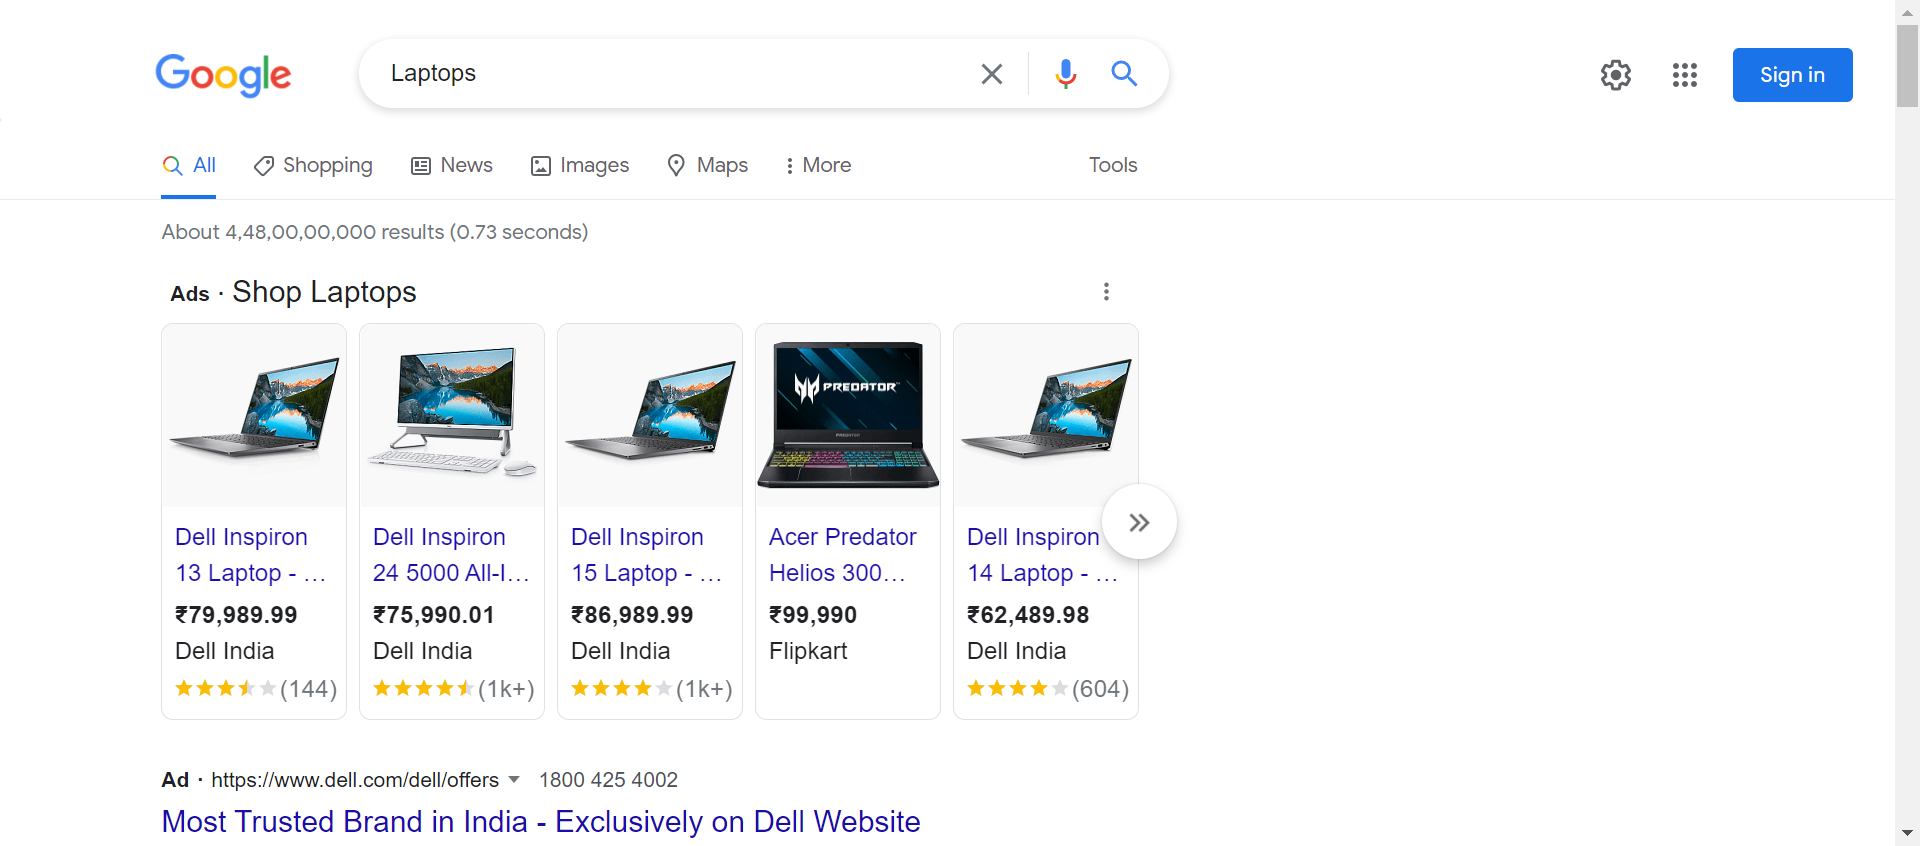 Google
Laptops
Sign in
All
Shopping
News
Images
Maps
More
Tools
About 4,48,00,00,000 results (0.73 seconds)
Ads · Shop Laptops
PREDATOR
PREDATOR
Dell Inspiron
13 Laptop - ...
₹79,989.99
Dell India
(144)
Dell Inspiron
24 5000 All-I...
₹75,990.01
Dell India
(1k+)
Dell Inspiron
15 Laptop - ...
₹86,989.99
Dell India
(1k+)
Acer Predator
Helios 300...
₹99,990
Flipkart
Dell Inspiron
14 Laptop - ...
₹62,489.98
Dell India
(604)
Ad · https://www.dell.com/dell/offers 1800 425 4002
Most Trusted Brand in India - Exclusively on Dell Website